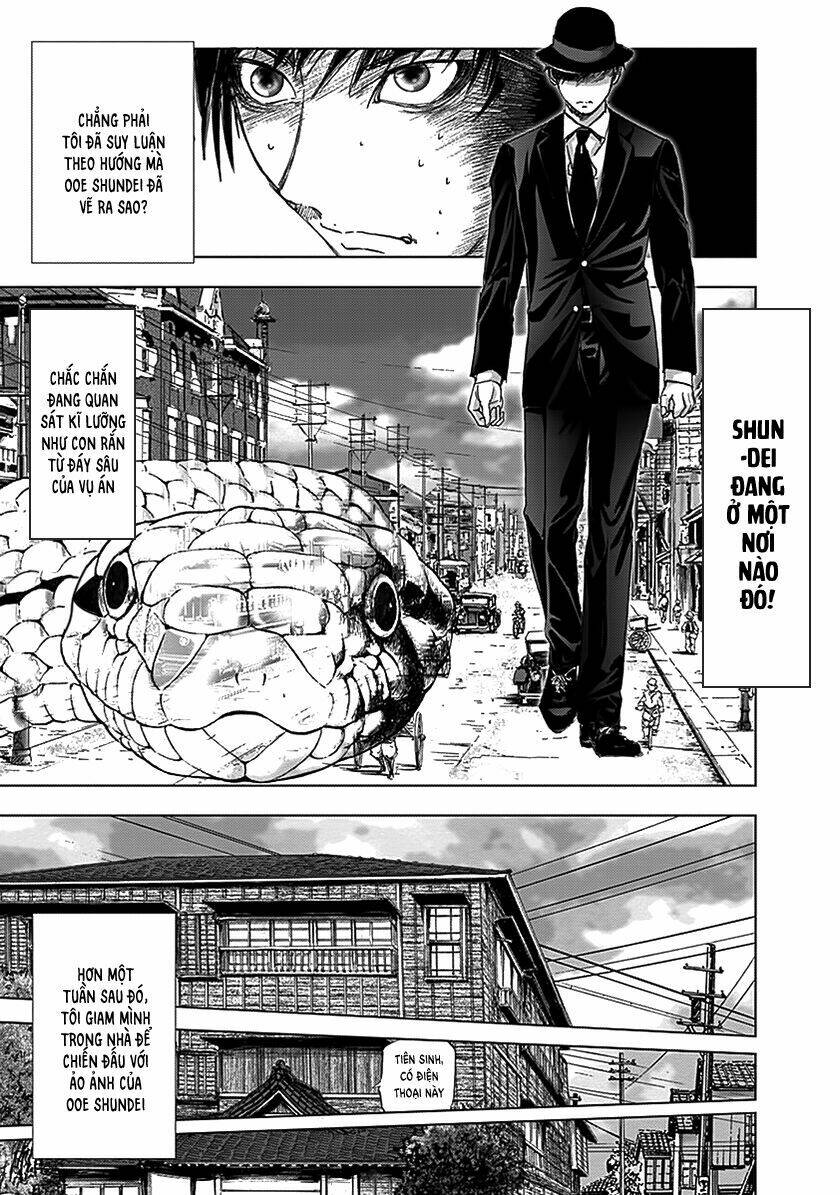 CHẲNG PHẢI
TÔI ĐÃ SUY LUẬN
THEO HƯỚNG MÀ
OOE SHUNDEI ĐÃ
VẼ RA SAO?
SHUN
-DEI
ĐANG
Ở MỘT
NƠI
NÀO
ĐÓ!
CHẮC CHẮN
ĐANG QUAN
SÁT KĨ LƯỠNG
NHƯ CON RẮN
TỪ ĐÁY SÂU
CỦA VỤ ÁN
HƠN MỘT
TUẦN SAU ĐÓ,
TÔI GIAM MÌNH
TRONG NHÀ ĐỂ
CHIẾN ĐẤU VỚI
ẢO ẢNH CỦA
OOE SHUNDEI
TIÊN SINH,
CÓ ĐIỆN
THOẠI NÀY